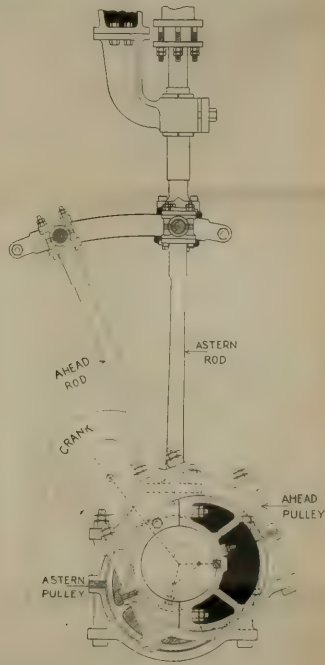 ASTERN
ROD
AHEAD
ROD
CRANK
AHEAD
PULLEY
ASTERN
PULLEY